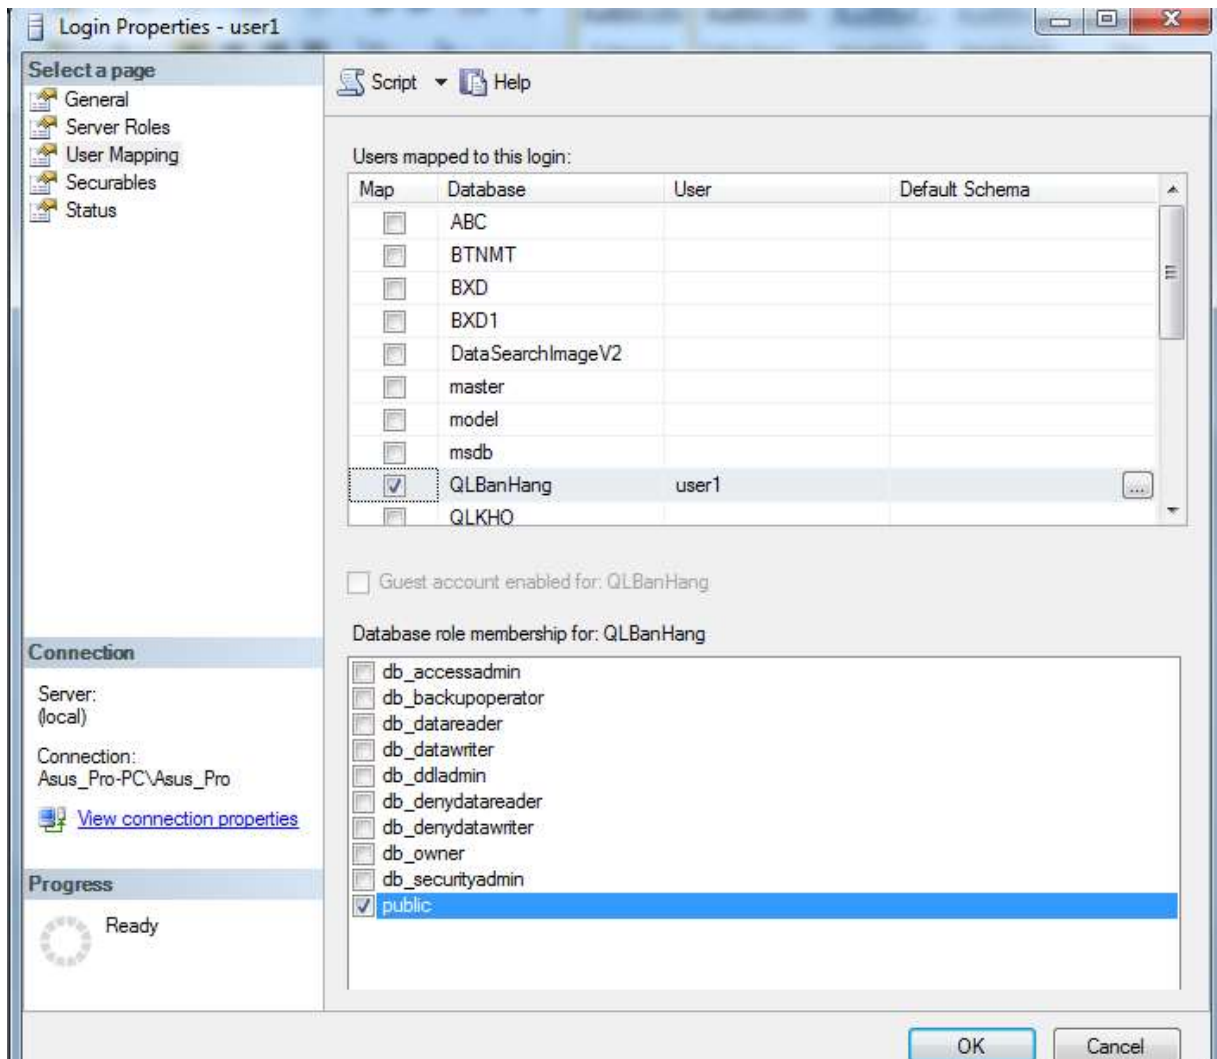 Login Properties - user1
Select a page
General
Server Roles
User Mapping
Securables
Status
Connection
Server:
(local)
Connection:
Asus_Pro-PC\Asus_Pro
View connection properties
Progress
Ready
Script Help
Users mapped to this login:
Map Database User Default Schema
ABC
BTNMT
BXD
BXD1
DataSearchImageV2
master
model
msdb
QLBanHang user1 ...
QLKHO
Guest account enabled for: QLBanHang
Database role membership for: QLBanHang
db_accessadmin
db_backupoperator
db_datareader
db_datawriter
db_ddladmin
db_denydatareader
db_denydatawriter
db_owner
db_securityadmin
public
OK Cancel